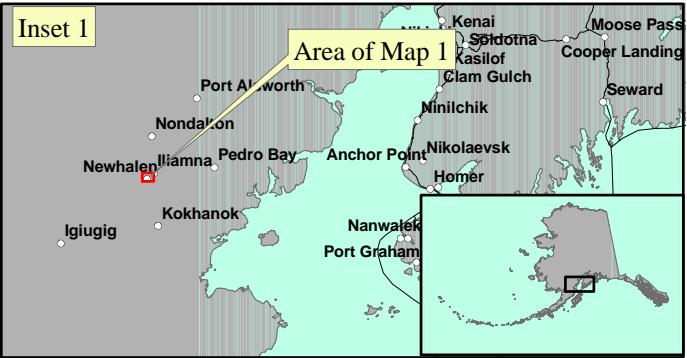 Inset 1
Area of Map 1
Kenai
Soldotna
Kasilof
Clam Gulch
Moose Pass
Cooper Landing
Seward
Port Alsworth
Ninilchik
Nondalton
Newhalen
Iliamna
Pedro Bay
Anchor Point
Nikolaevsk
Homer
Igiugig
Kokhanok
Nanwalek
Port Graham